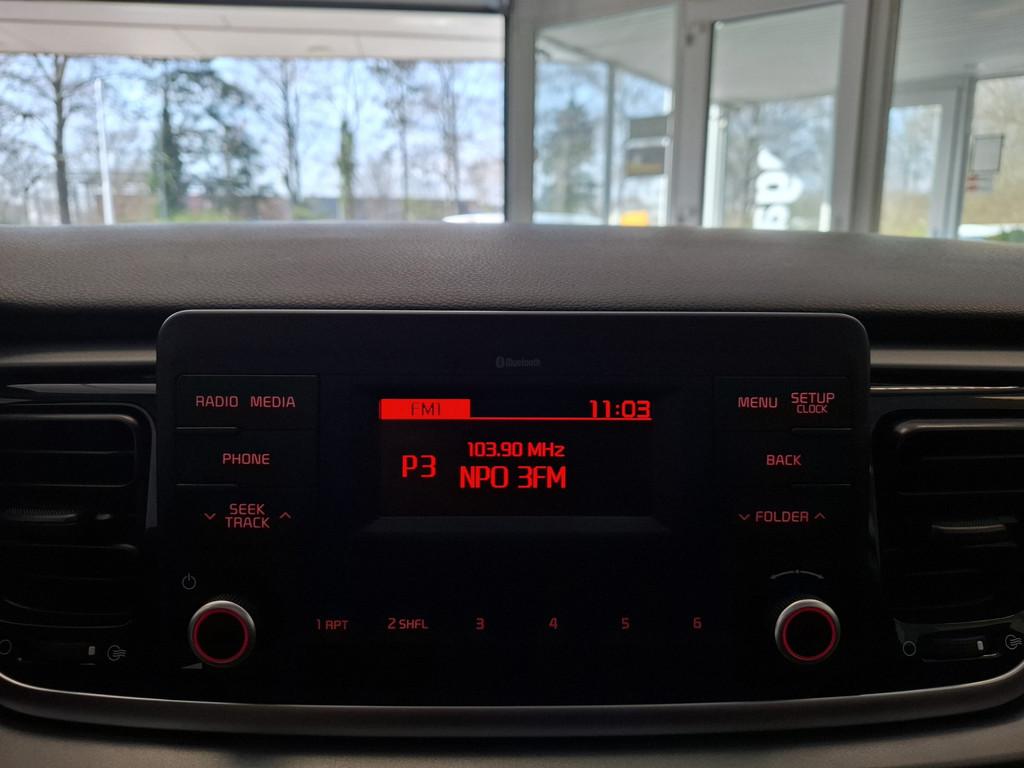 Bluetooth
RADIO MEDIA
FM1
11:03
MENU SETUP
CLOCK
PHONE
103.90 MHz
P3
NPO 3FM
BACK
SEEK
TRACK
FOLDER
1 RPT 2 SHFL 3 4 5 6